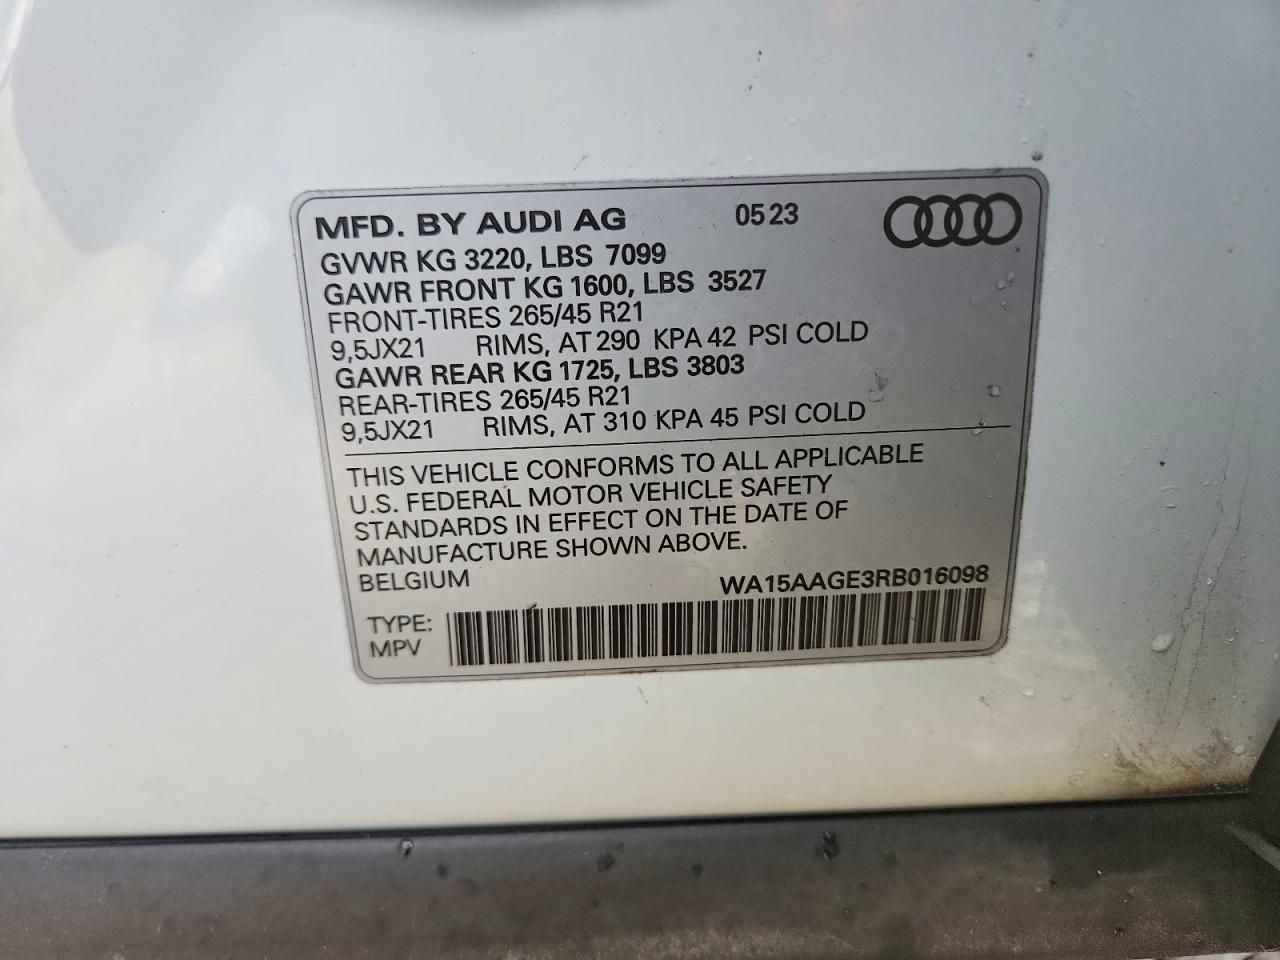 MFD. BY AUDI AG 05 23
GVWR KG 3220, LBS 7099
GAWR FRONT KG 1600, LBS 3527
FRONT-TIRES 265/45 R21
9,5JX21 RIMS, AT 290 KPA 42 PSI COLD
GAWR REAR KG 1725, LBS 3803
REAR-TIRES 265/45 R21
9,5JX21 RIMS, AT 310 KPA 45 PSI COLD
THIS VEHICLE CONFORMS TO ALL APPLICABLE
U.S. FEDERAL MOTOR VEHICLE SAFETY
STANDARDS IN EFFECT ON THE DATE OF
MANUFACTURE SHOWN ABOVE.
BELGIUM WA15AAGE3RB016098
TYPE:
MPV